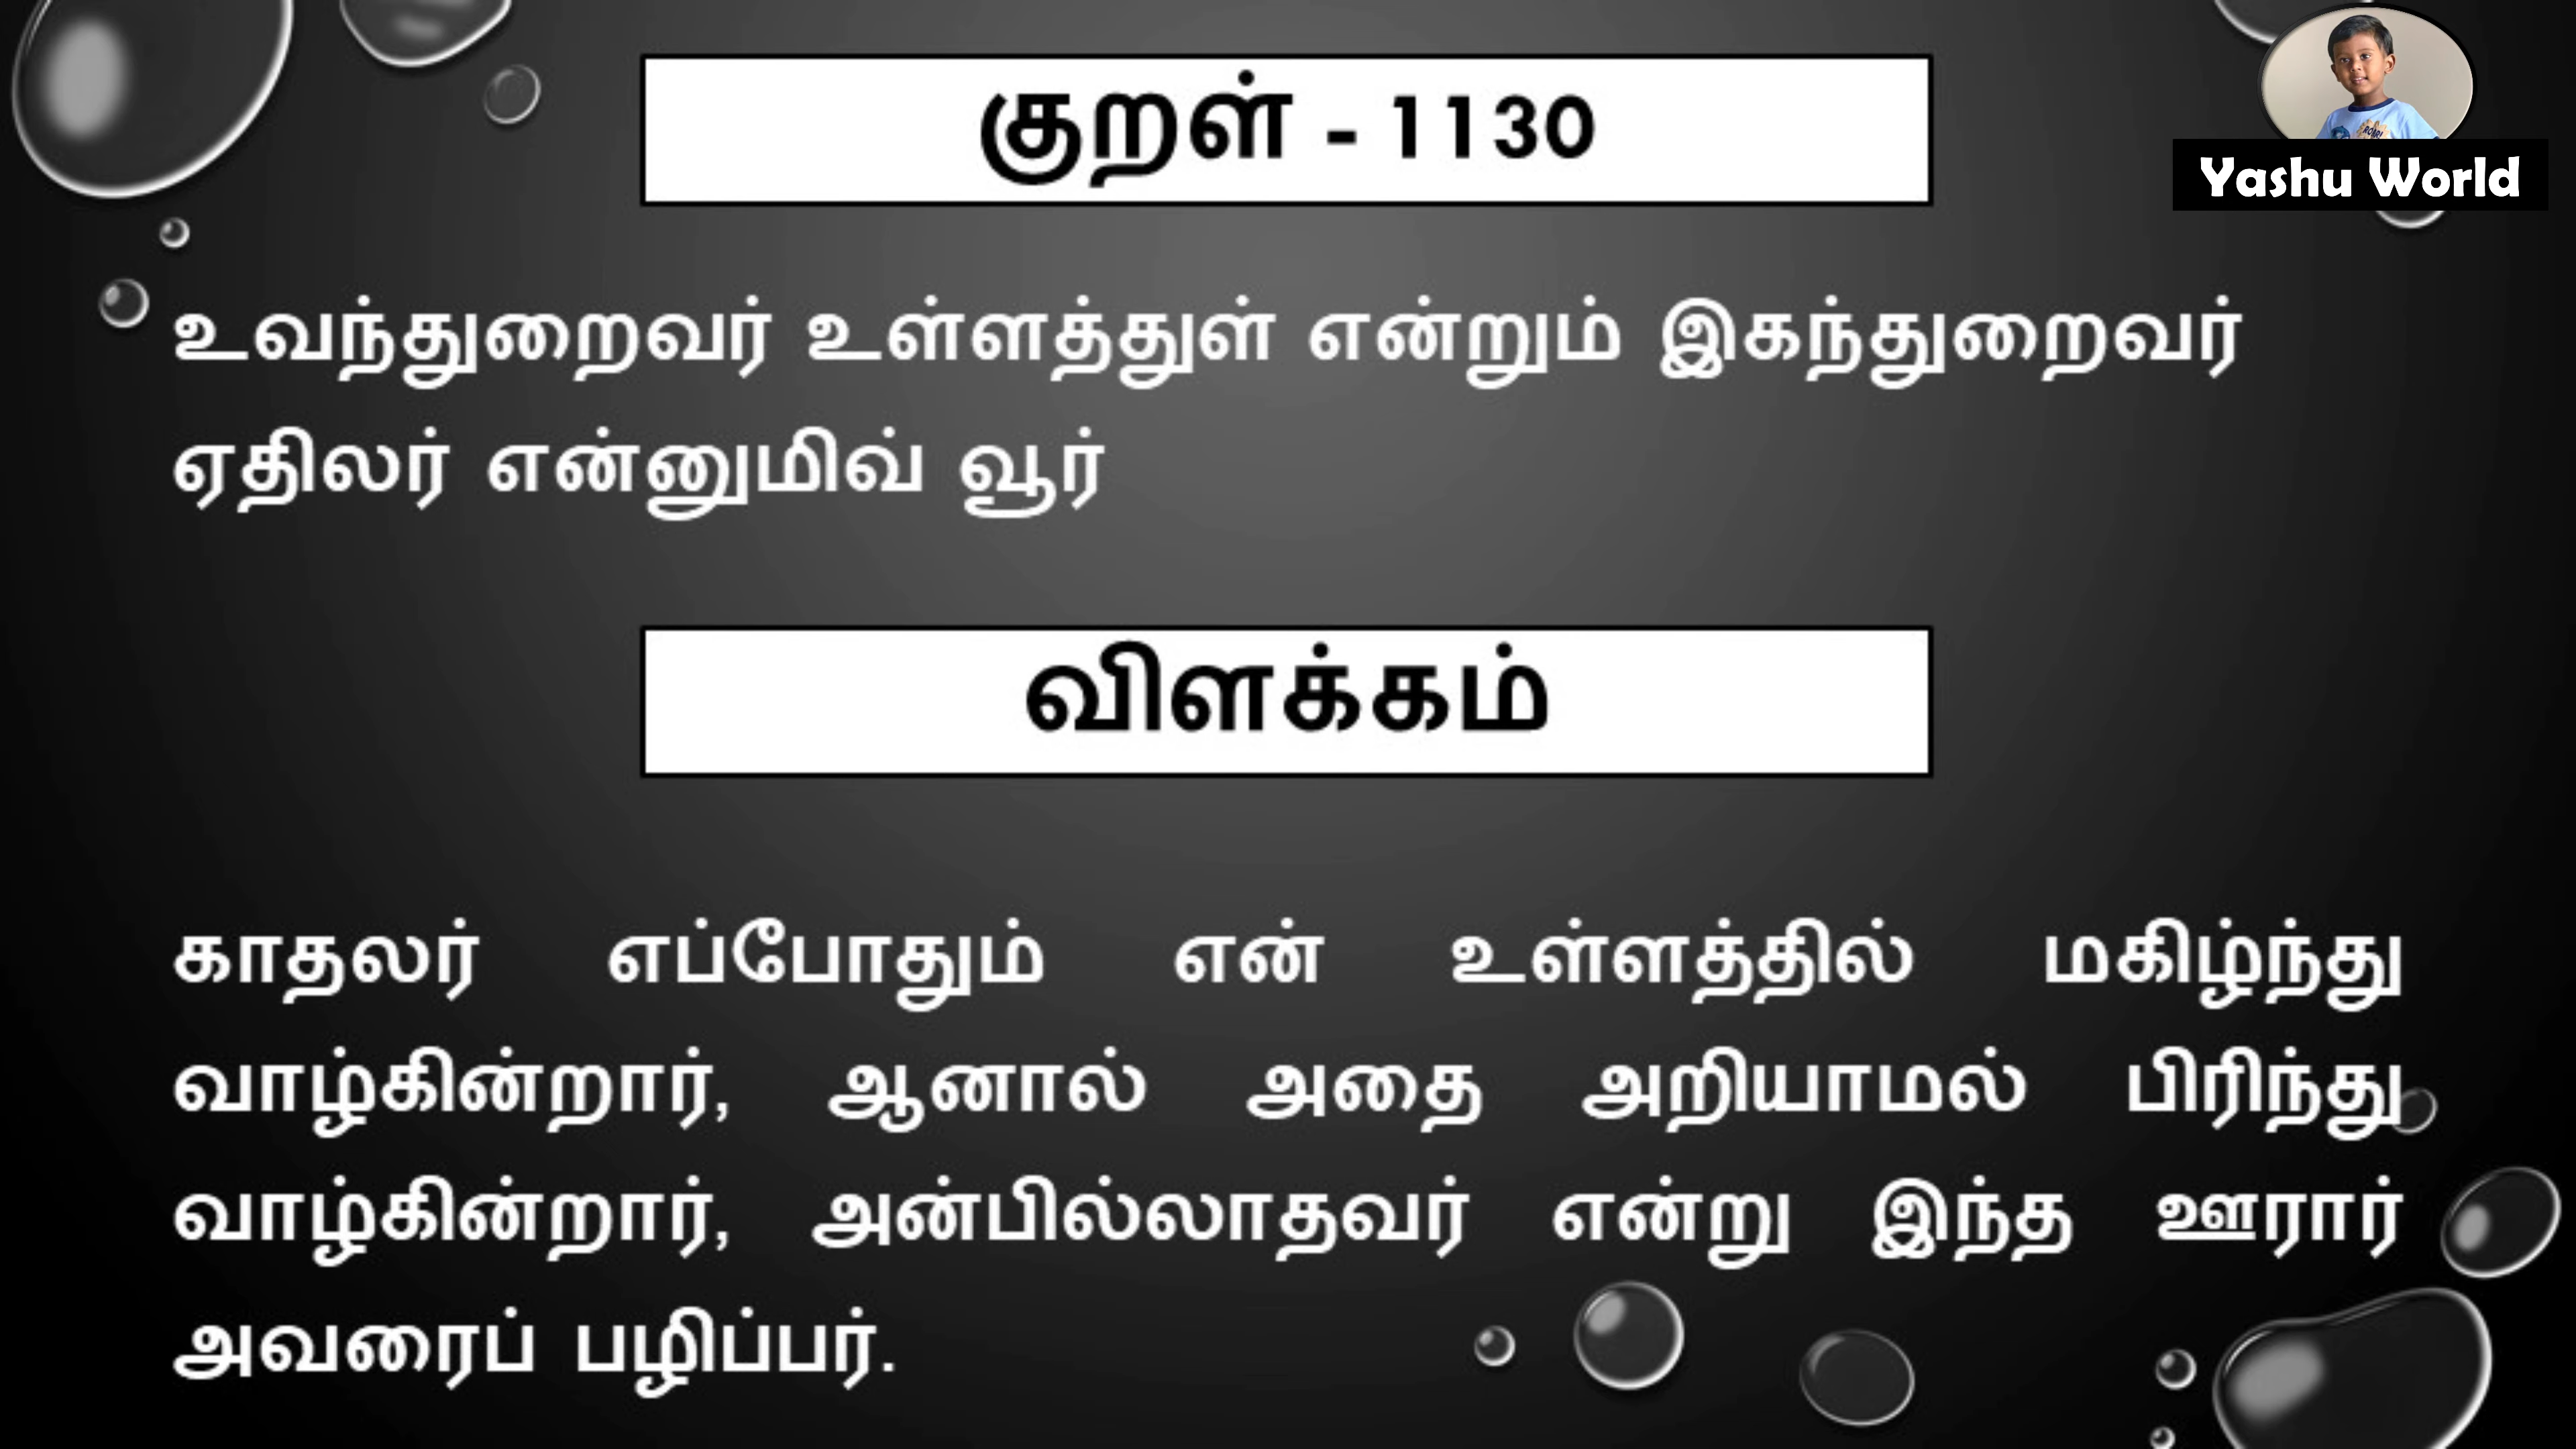 குறள் - 1130
Yashu World
உவந்துறைவர் உள்ளத்துள் என்றும் இகந்துறைவர்
ஏதிலர் என்னுமிவ் வூர்
விளக்கம்
காதலர் எப்போதும் என் உள்ளத்தில் மகிழ்ந்து
வாழ்கின்றார், ஆனால் அதை அறியாமல் பிரிந்து
வாழ்கின்றார், அன்பில்லாதவர் என்று இந்த ஊரார்
அவரைப் பழிப்பர்.